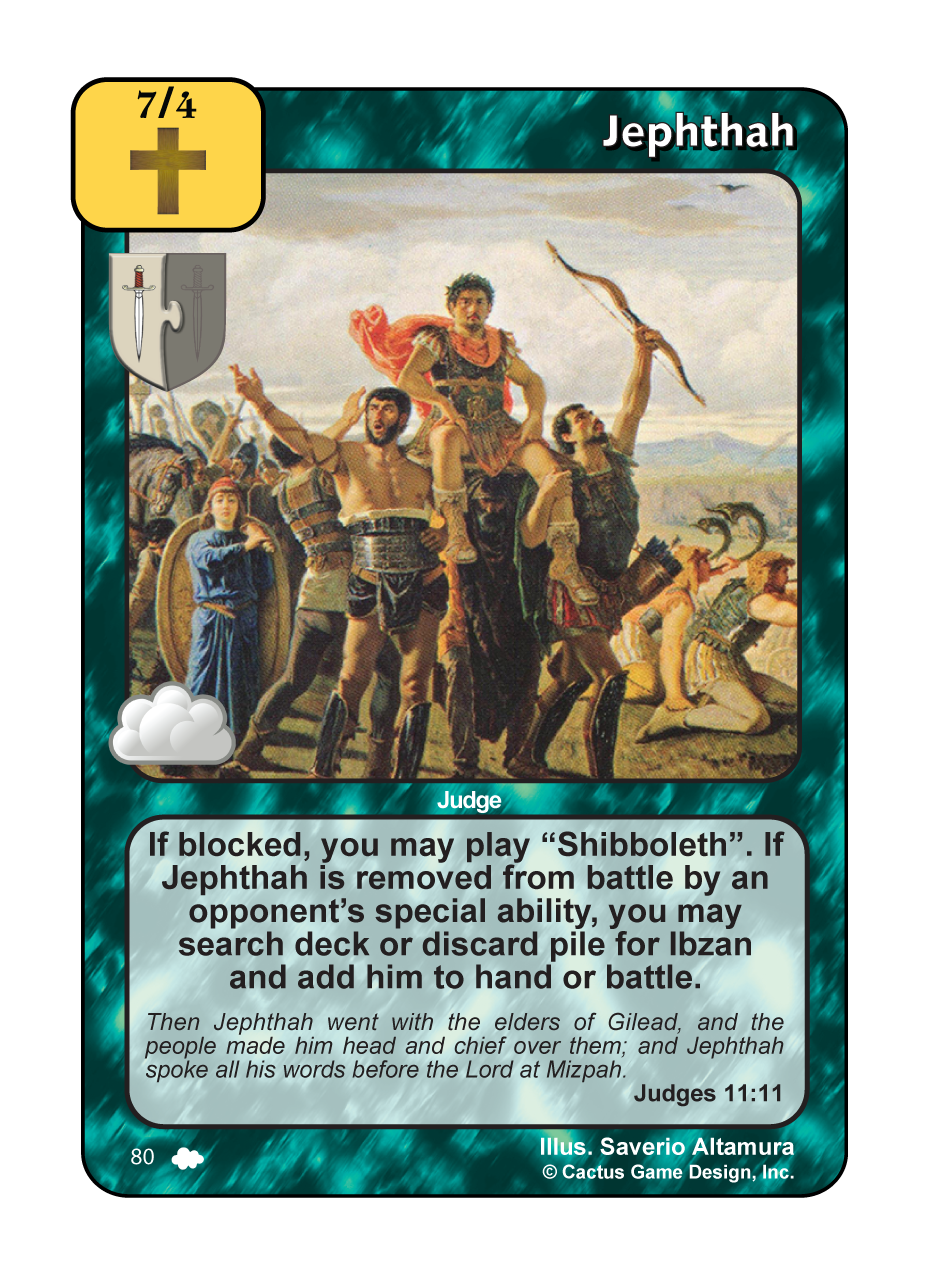 7/4
Jephthah
Judge
If blocked, you may play “Shibboleth”. If
Jephthah is removed from battle by an
opponent’s special ability, you may
search deck or discard pile for Ibzan
and add him to hand or battle.
Then Jephthah went with the elders of Gilead, and the
people made him head and chief over them; and Jephthah
spoke all his words before the Lord at Mizpah.
Judges 11:11
80
Illus. Saverio Altamura
© Cactus Game Design, Inc.